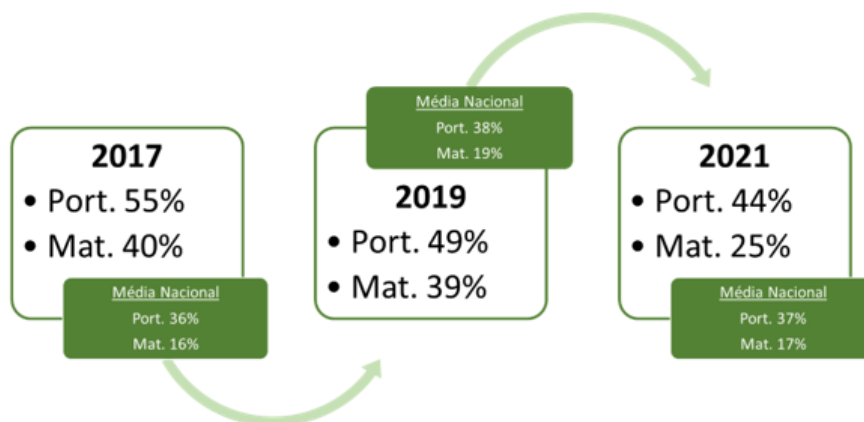 2017
• Port. 55%
• Mat. 40%
Média Nacional
Port. 36%
Mat. 16%
Média Nacional
Port. 38%
Mat. 19%
2019
• Port. 49%
• Mat. 39%
2021
• Port. 44%
• Mat. 25%
Média Nacional
Port. 37%
Mat. 17%